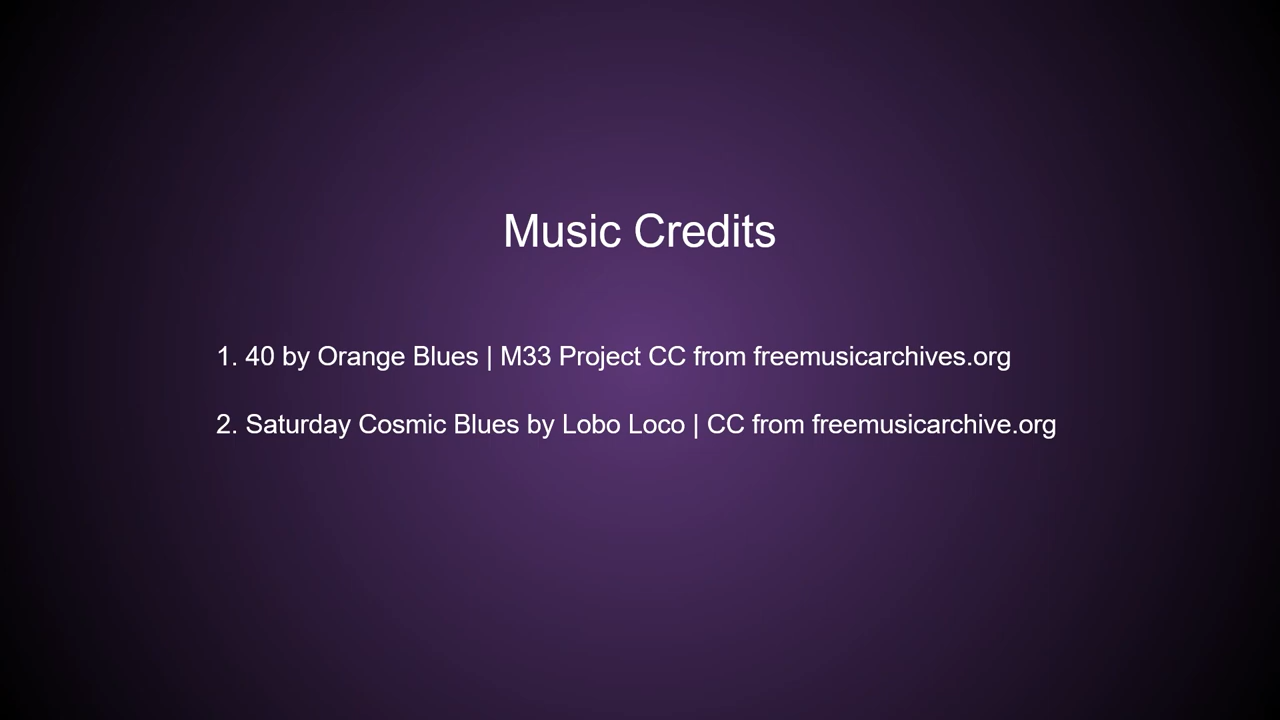 Music Credits
1. 40 by Orange Blues | M33 Project CC from freemusicarchives.org
2. Saturday Cosmic Blues by Lobo Loco | CC from freemusicarchive.org